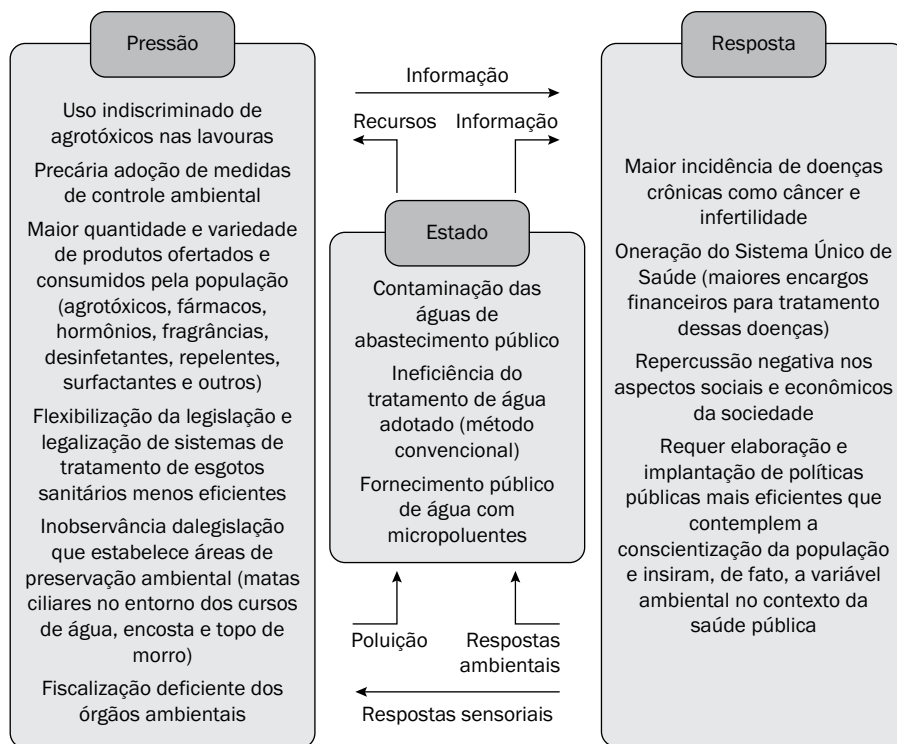 Pressão
Uso indiscriminado de
agrotóxicos nas lavouras
Precária adoção de medidas
de controle ambiental
Maior quantidade e variedade
de produtos ofertados e
consumidos pela população
(agrotóxicos, fármacos,
hormônios, fragrâncias,
desinfetantes, repelentes,
surfactantes e outros)
Flexibilização da legislação e
legalização de sistemas de
tratamento de esgotos
sanitários menos eficientes
Inobservância dalegislação
que estabelece áreas de
preservação ambiental (matas
ciliares no entorno dos cursos
de água, encosta e topo de
morro)
Fiscalização deficiente dos
órgãos ambientais
Informação
Recursos
Informação
Estado
Contaminação das
águas de
abastecimento público
Ineficiência do
tratamento de água
adotado (método
convencional)
Fornecimento público
de água com
micropoluentes
Poluição
Respostas
ambientais
Respostas sensoriais
Resposta
Maior incidência de doenças
crônicas como câncer e
infertilidade
Oneração do Sistema Único de
Saúde (maiores encargos
financeiros para tratamento
dessas doenças)
Repercussão negativa nos
aspectos sociais e econômicos
da sociedade
Requer elaboração e
implantação de políticas
públicas mais eficientes que
contemplem a
conscientização da população
e insiram, de fato, a variável
ambiental no contexto da
saúde pública